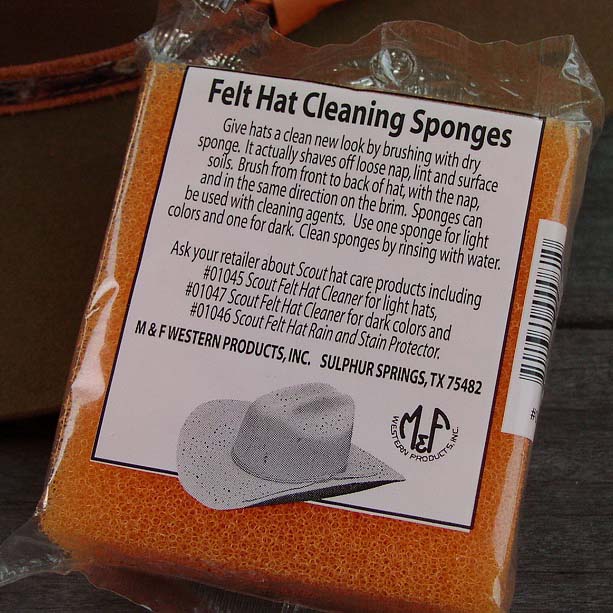 Felt Hat Cleaning Sponges
Give hats a clean new look by brushing with dry
sponge. It actually shaves off loose nap, lint and surface
soils. Brush from front to back of hat, with the nap,
and in the same direction on the brim. Sponges can
be used with cleaning agents. Use one sponge for light
colors and one for dark. Clean sponges by rinsing with water.
Ask your retailer about Scout hat care products including
#01045 Scout Felt Hat Cleaner for light hats,
#01047 Scout Felt Hat Cleaner for dark colors and
#01046 Scout Felt Hat Rain and Stain Protector.
M & F WESTERN PRODUCTS, INC. SULPHUR SPRINGS, TX 75482
M&F
WESTERN PRODUCTS, INC.